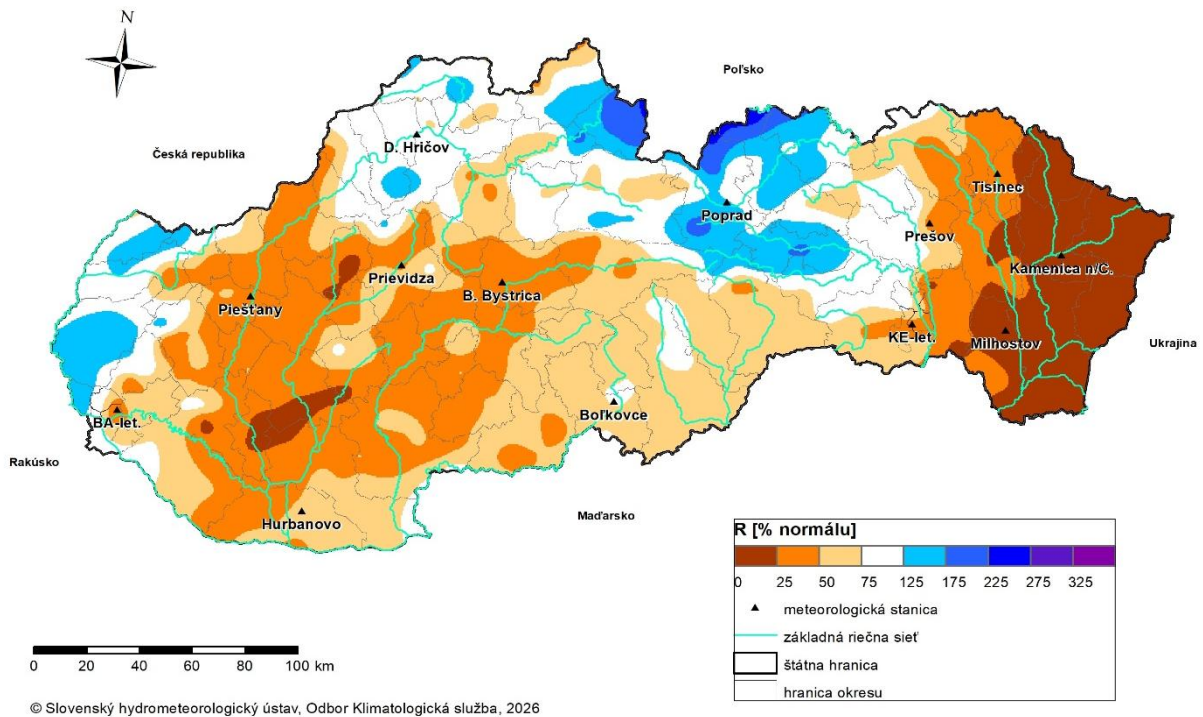 N
Poľsko
Česká republika
D. Hričov
Tisinec
Poprad
Prešov
Prievidza
Kamenica n/C.
B. Bystrica
Piešťany
KE-let.
Milhostov
Ukrajina
Boľkovce
BA-let.
Rakúsko
Hurbanovo
Maďarsko
R [% normálu]
0 25 50 75 125 175 225 275 325
meteorologická stanica
základná riečna sieť
štátna hranica
hranica okresu
0 20 40 60 80 100 km
© Slovenský hydrometeorologický ústav, Odbor Klimatologická služba, 2026